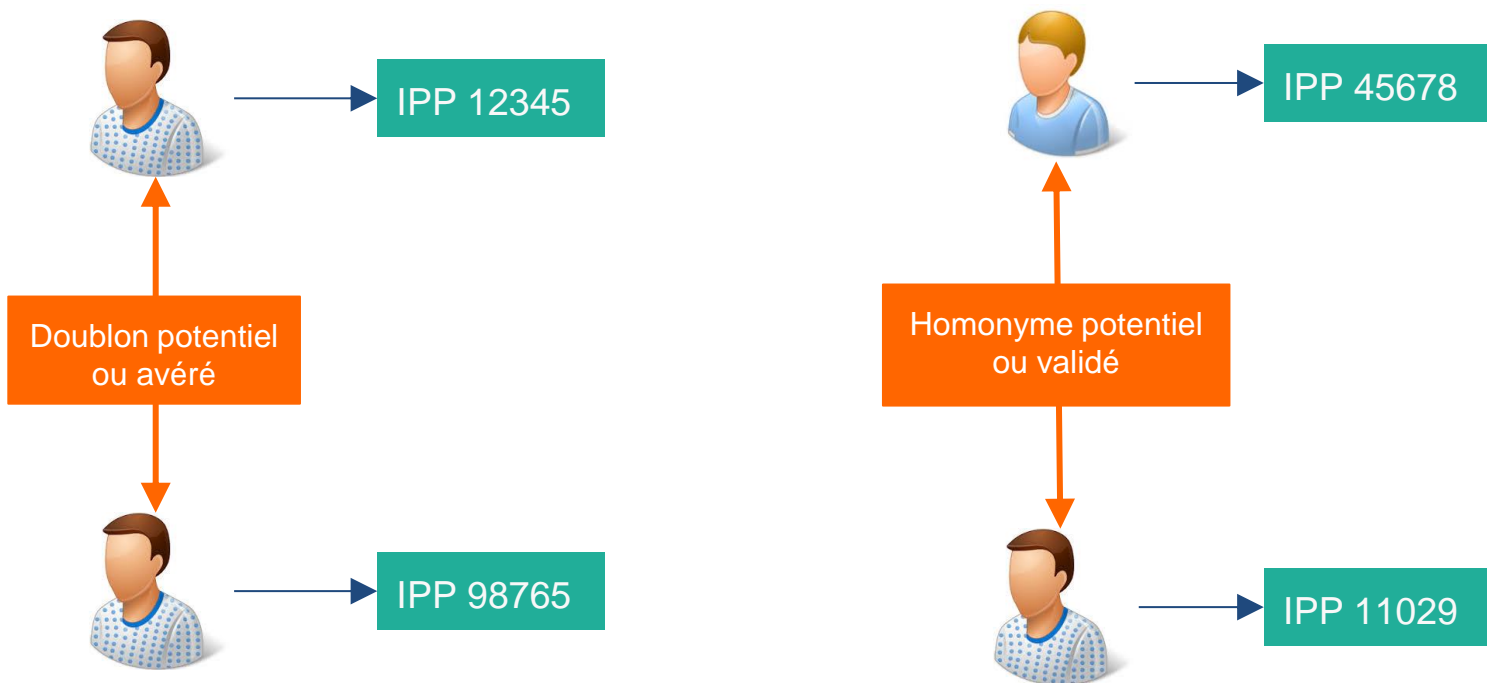 IPP 12345
Doublon potentiel
ou avéré
IPP 98765
IPP 45678
Homonyme potentiel
ou validé
IPP 11029